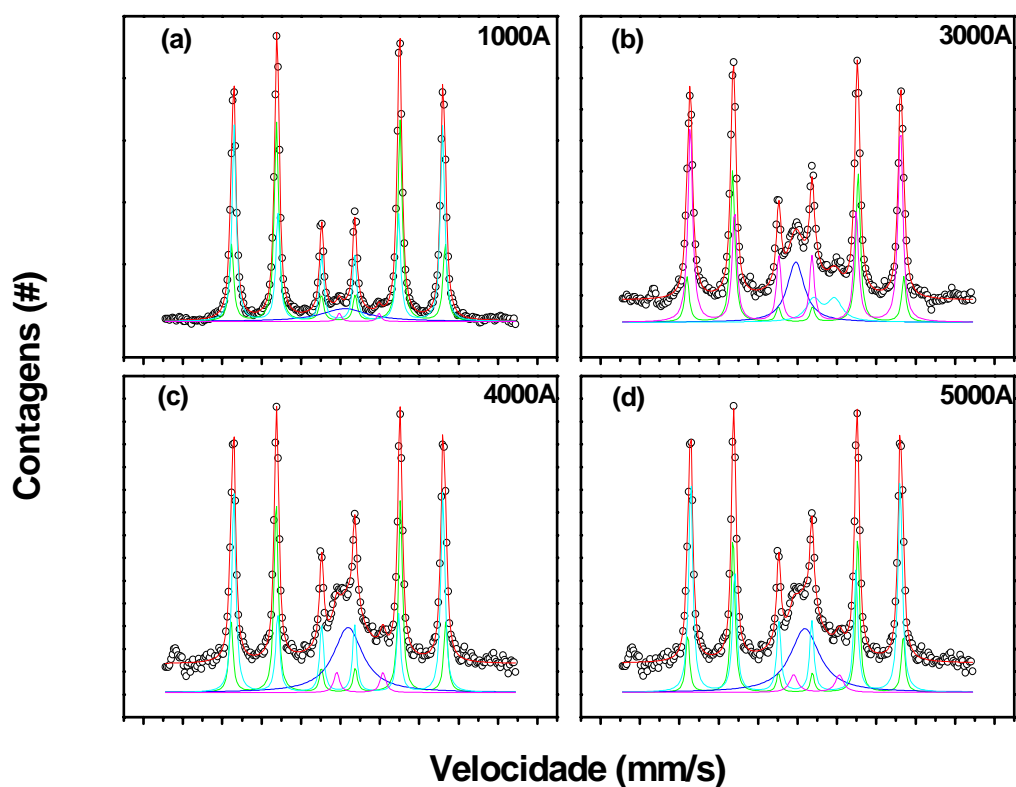 (a) 1000A
(b) 3000A
(c) 4000A
(d) 5000A
Contagens (#)
Velocidade (mm/s)